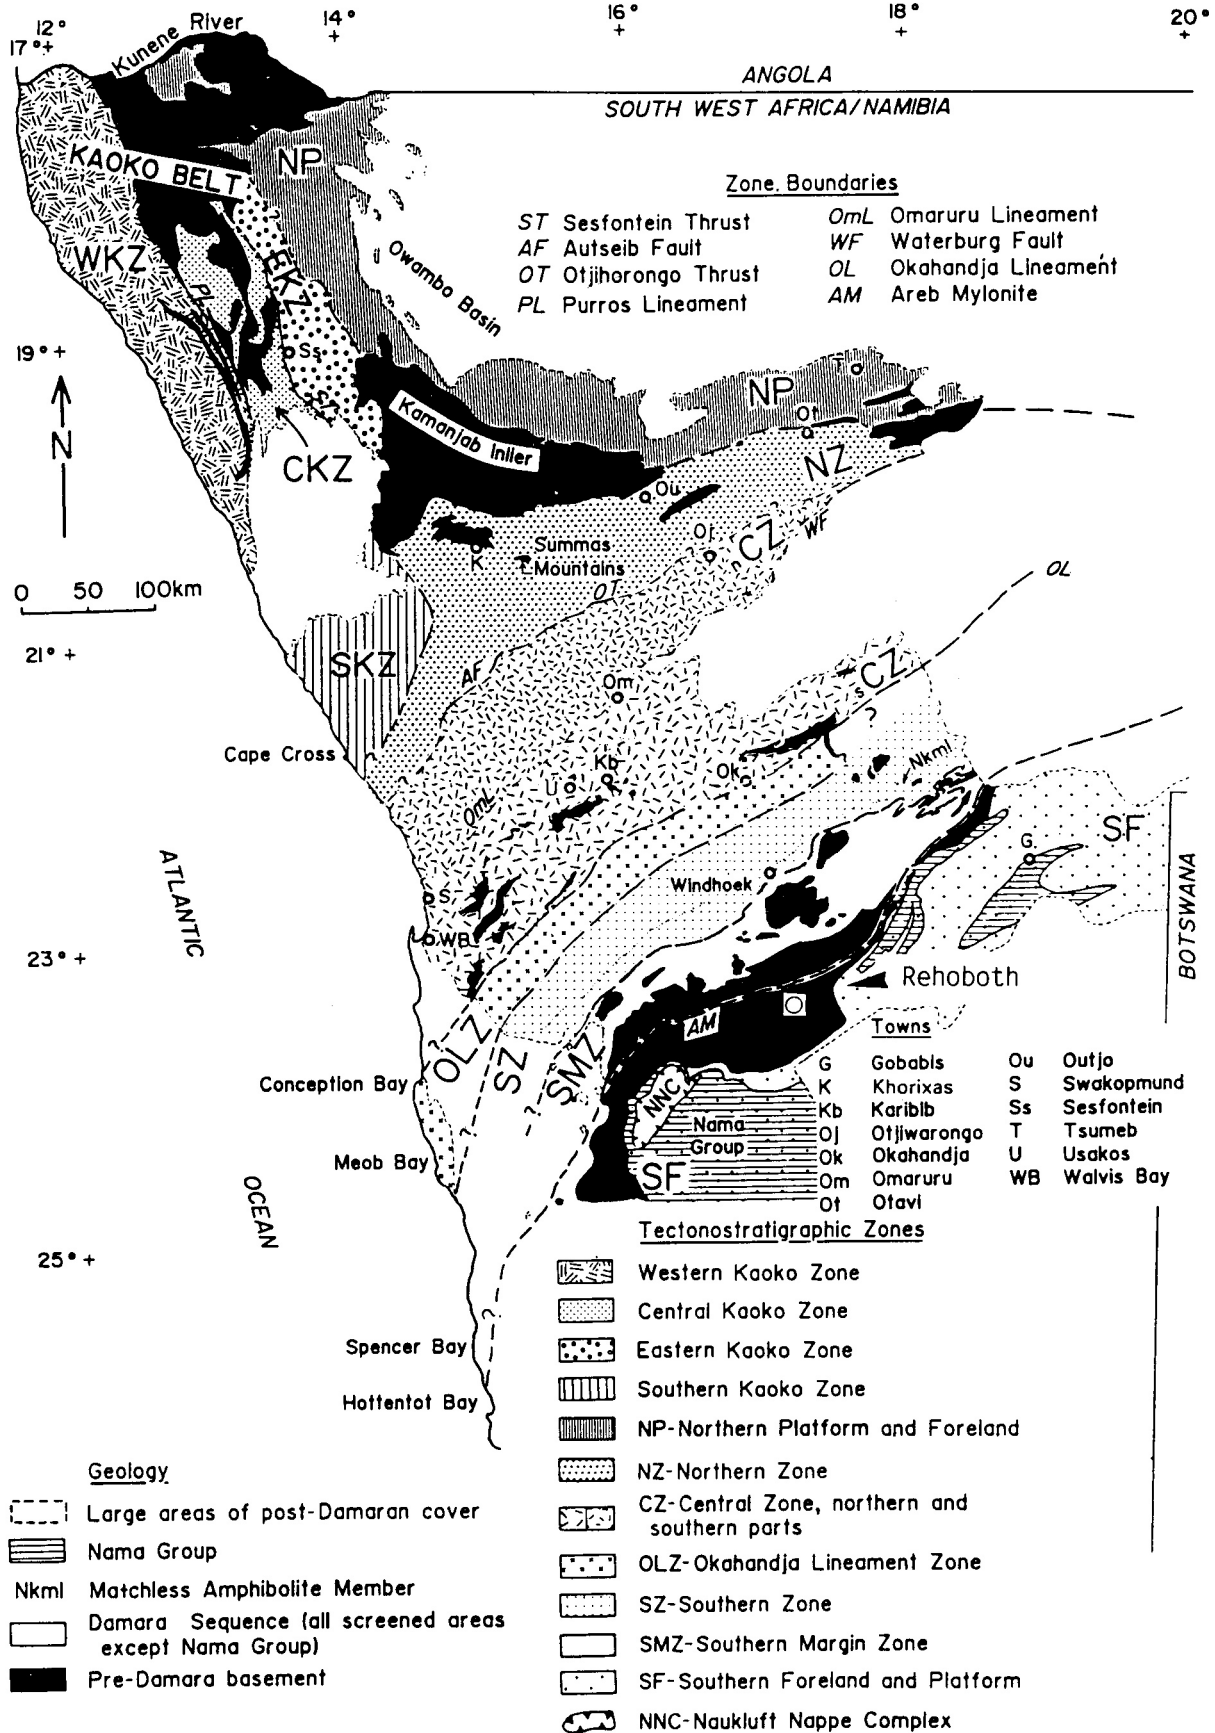 12°
14°
16°
18°
20°
17°+
Kunene River
ANGOLA
SOUTH WEST AFRICA/NAMIBIA
KAOKO BELT
NP
Zone Boundaries
ST Sesfontein Thrust
AF Autseib Fault
OT Otjihorongo Thrust
PL Purros Lineament
OmL Omaruru Lineament
WF Waterburg Fault
OL Okahandja Lineament
AM Areb Mylonite
WKZ
EKZ
PL
Owambo Basin
19° +
Ss
ST
N
CKZ
Kamanjab Inlier
NP
T
Ot
NZ
Ou
Oj
CZ
WF
K
Summas
Mountains
OT
OL
0 50 100km
21° +
SKZ
AF
Om
CZ
s
?
Cape Cross
Kb
U
Ok
Nkml
OmL
SF
G
ATLANTIC
Windhoek
S
WB
23° +
BOTSWANA
Rehoboth
AM
OLZ
SZ
SMZ
?
?
?
Conception Bay
NNC
Nama
Group
SF
Meob Bay
OCEAN
Towns
G Gobabis
K Khorixas
Kb Karibib
Oj Otjiwarongo
Ok Okahandja
Om Omaruru
Ot Otavi
Ou Outjo
S Swakopmund
Ss Sesfontein
T Tsumeb
U Usakos
WB Walvis Bay
25° +
?
Spencer Bay
Hottentot Bay
Tectonostratigraphic Zones
Western Kaoko Zone
Central Kaoko Zone
Eastern Kaoko Zone
Southern Kaoko Zone
NP-Northern Platform and Foreland
NZ-Northern Zone
CZ-Central Zone, northern and
southern parts
OLZ-Okahandja Lineament Zone
SZ-Southern Zone
SMZ-Southern Margin Zone
SF-Southern Foreland and Platform
NNC-Naukluft Nappe Complex
Geology
Large areas of post-Damaran cover
Nama Group
Nkml Matchless Amphibolite Member
Damara Sequence (all screened areas
except Nama Group)
Pre-Damara basement